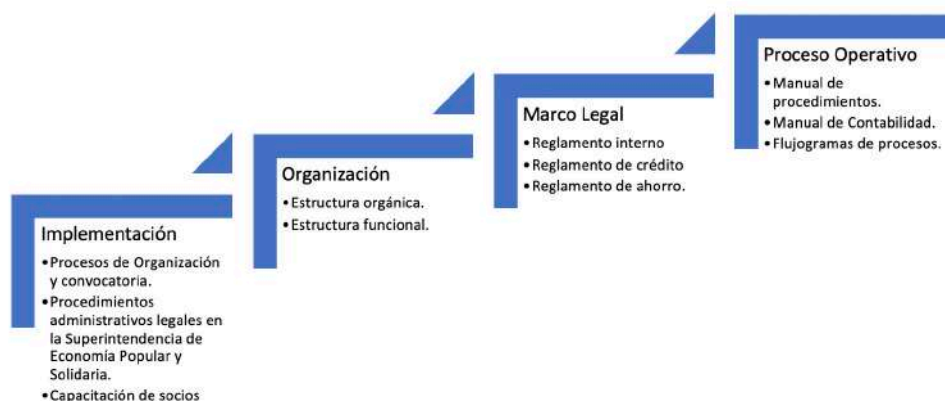 Implementación
•Procesos de Organización
y convocatoria.
•Procedimientos
administrativos legales en
la Superintendencia de
Economía Popular y
Solidaria.
•Capacitación de socios
Organización
•Estructura orgánica.
•Estructura funcional.
Marco Legal
•Reglamento interno
•Reglamento de crédito
•Reglamento de ahorro.
Proceso Operativo
•Manual de
procedimientos.
•Manual de Contabilidad.
•Flujogramas de procesos.